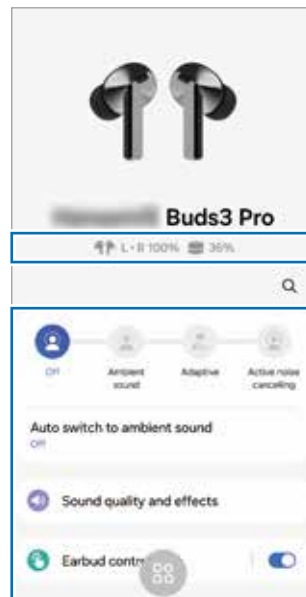 Buds3 Pro
L · R 100% 36%
Off Ambient sound Adaptive Active noise cancelling
Auto switch to ambient sound
Off
Sound quality and effects
Earbud contr